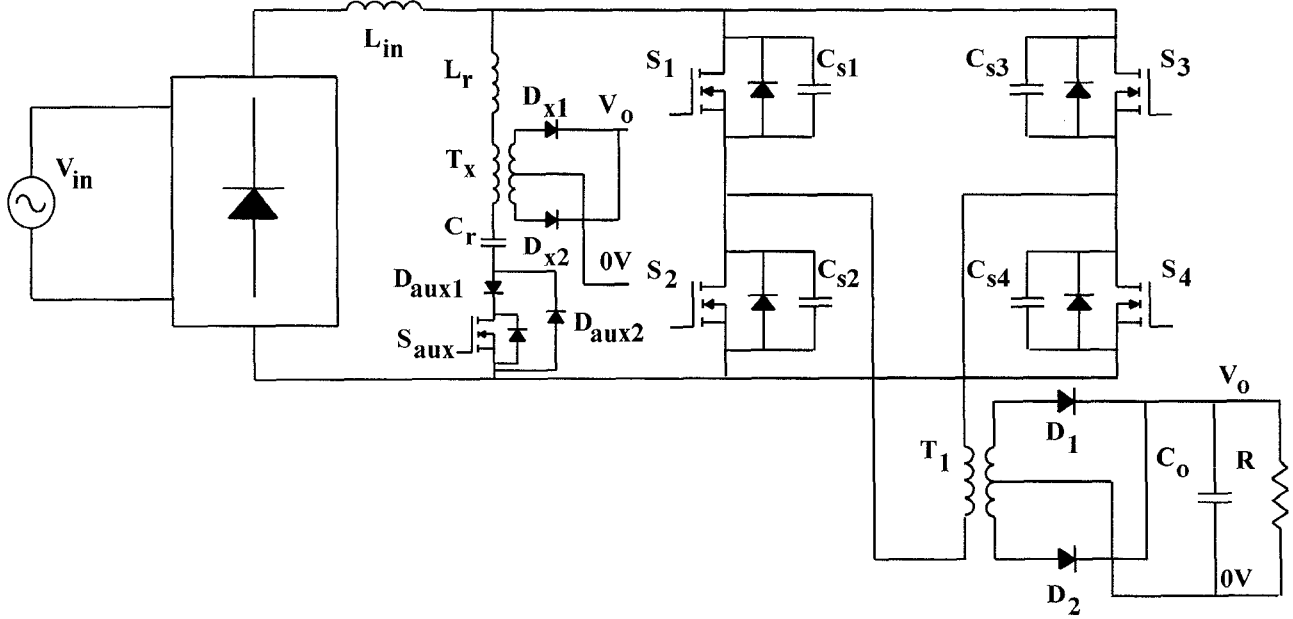 L_in
L_r
S_1
C_s1
C_s3
S_3
D_x1
V_o
V_in
T_x
C_r
D_x2
0V
S_2
C_s2
C_s4
S_4
D_aux1
D_aux2
S_aux
V_o
D_1
T_1
C_o
R
0V
D_2